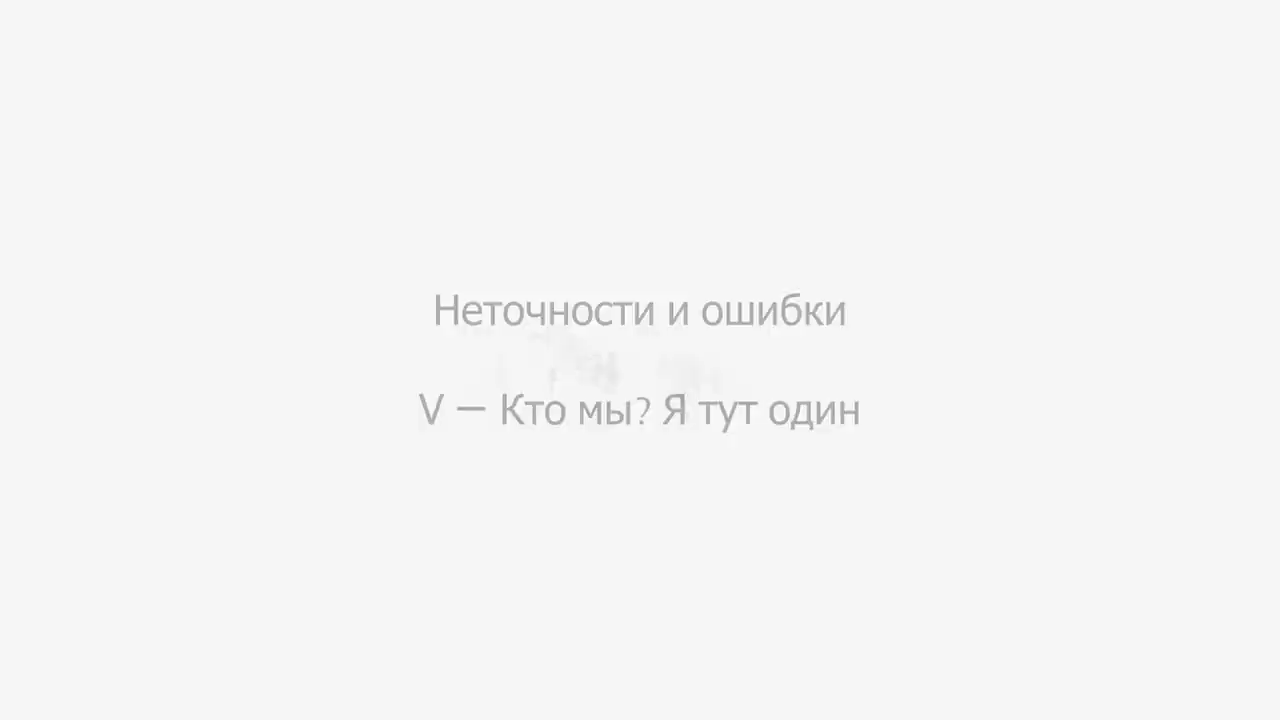 Неточности и ошибки
V — Кто мы? Я тут один